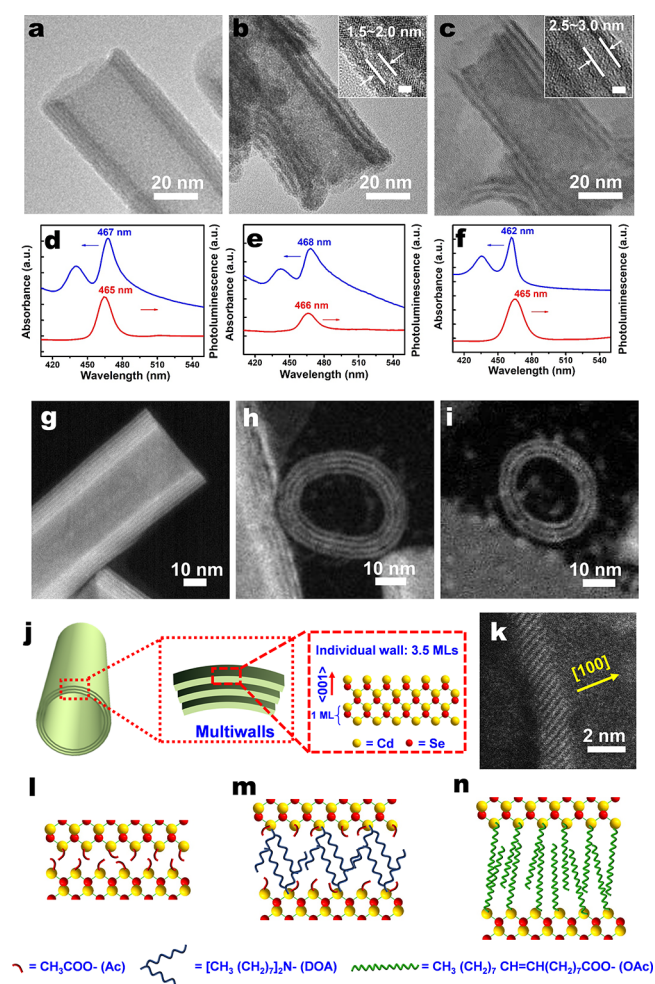 a
20 nm
b
1.5~2.0 nm
20 nm
c
2.5~3.0 nm
20 nm
d
467 nm
465 nm
Absorbance (a.u.)
Photoluminescence (a.u.)
420 450 480 510 540
Wavelength (nm)
e
468 nm
466 nm
Absorbance (a.u.)
Photoluminescence (a.u.)
420 450 480 510 540
Wavelength (nm)
f
462 nm
465 nm
Absorbance (a.u.)
Photoluminescence (a.u.)
420 450 480 510 540
Wavelength (nm)
g
10 nm
h
10 nm
i
10 nm
j
Multiwalls
Individual wall: 3.5 MLs
<001>
1 ML
= Cd = Se
k
[100]
2 nm
l
m
n
= CH3COO- (Ac)
= [CH3 (CH2)7]2N- (DOA)
= CH3 (CH2)7 CH=CH(CH2)7COO- (OAc)